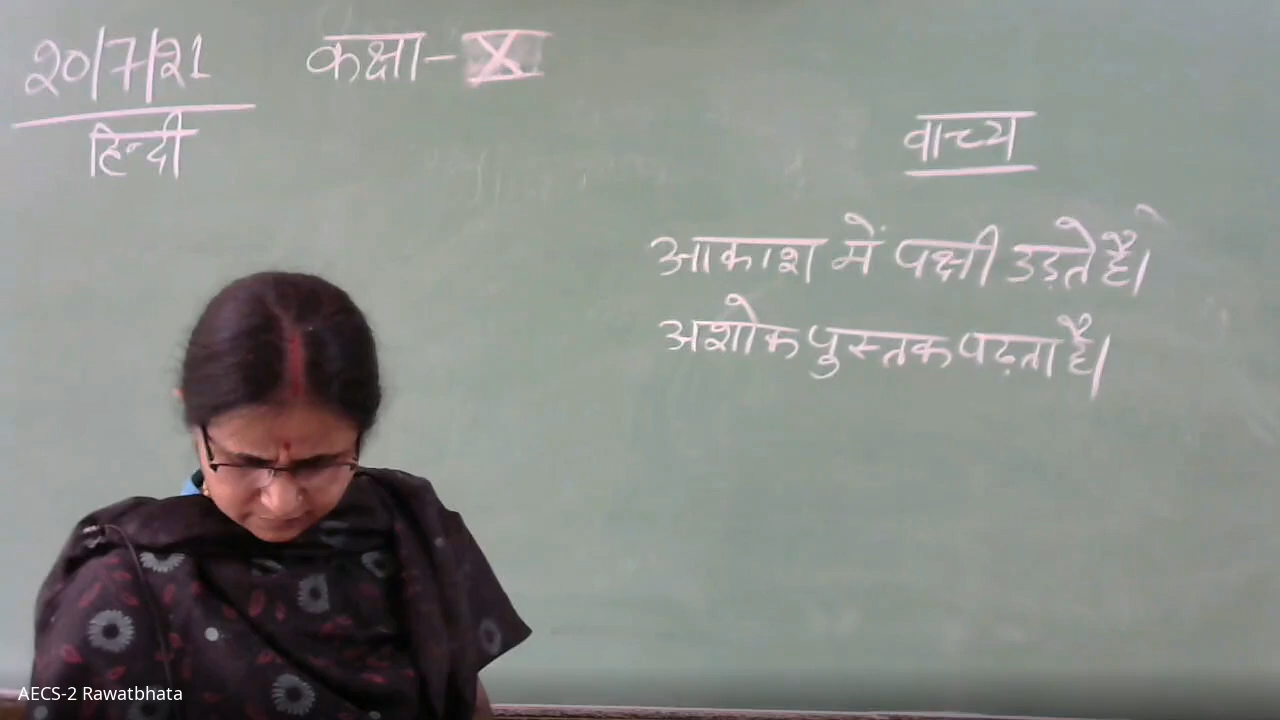 20/7/21
कक्षा- X
हिन्दी
वाच्य
आकाश में पक्षी उड़ते है।
अशोक पुस्तक पढ़ता है।
AECS-2 Rawatbhata